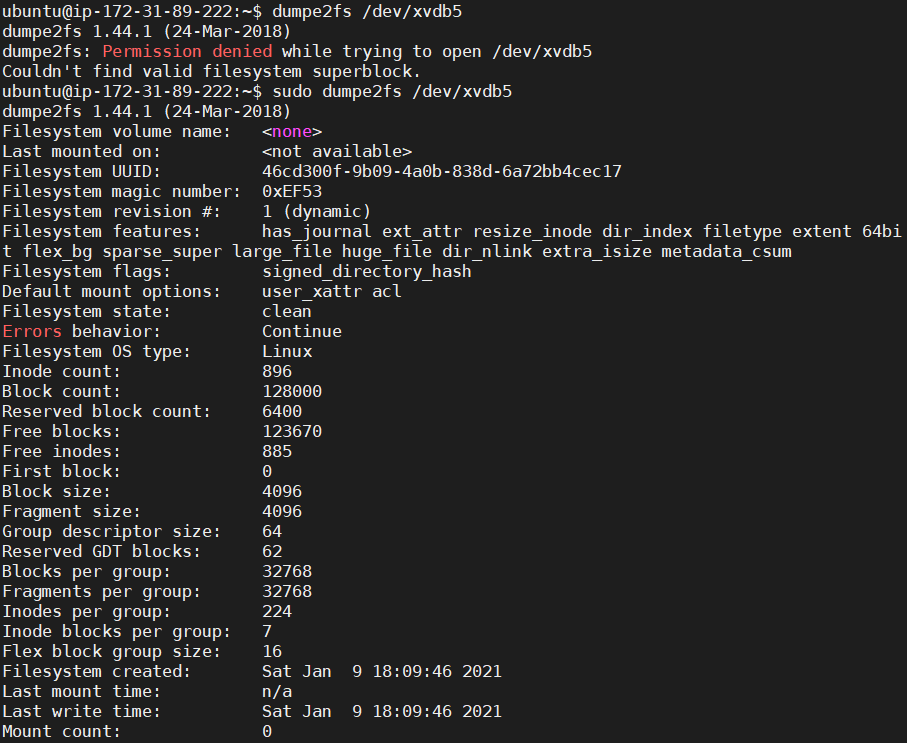 ubuntu@ip-172-31-89-222:~$ dumpe2fs /dev/xvdb5
dumpe2fs 1.44.1 (24-Mar-2018)
dumpe2fs: Permission denied while trying to open /dev/xvdb5
Couldn't find valid filesystem superblock.
ubuntu@ip-172-31-89-222:~$ sudo dumpe2fs /dev/xvdb5
dumpe2fs 1.44.1 (24-Mar-2018)
Filesystem volume name:   <none>
Last mounted on:          <not available>
Filesystem UUID:          46cd300f-9b09-4a0b-838d-6a72bb4cec17
Filesystem magic number:  0xEF53
Filesystem revision #:    1 (dynamic)
Filesystem features:      has_journal ext_attr resize_inode dir_index filetype extent 64bi
t flex_bg sparse_super large_file huge_file dir_nlink extra_isize metadata_csum
Filesystem flags:         signed_directory_hash
Default mount options:    user_xattr acl
Filesystem state:         clean
Errors behavior:          Continue
Filesystem OS type:       Linux
Inode count:              896
Block count:              128000
Reserved block count:     6400
Free blocks:              123670
Free inodes:              885
First block:              0
Block size:               4096
Fragment size:            4096
Group descriptor size:    64
Reserved GDT blocks:      62
Blocks per group:         32768
Fragments per group:      32768
Inodes per group:         224
Inode blocks per group:   7
Flex block group size:    16
Filesystem created:       Sat Jan  9 18:09:46 2021
Last mount time:          n/a
Last write time:          Sat Jan  9 18:09:46 2021
Mount count:              0